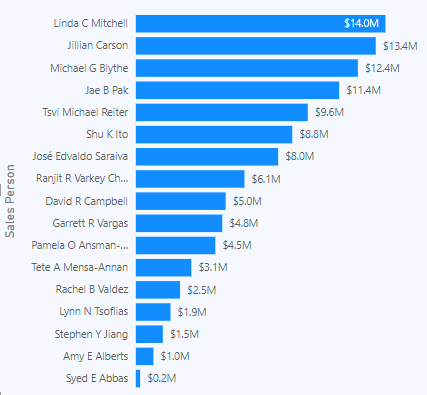 Sales Person
Linda C Mitchell $14.0M
Jillian Carson $13.4M
Michael G Blythe $12.4M
Jae B Pak $11.4M
Tsvi Michael Reiter $9.6M
Shu K Ito $8.8M
José Edvaldo Saraiva $8.0M
Ranjit R Varkey Ch... $6.1M
David R Campbell $5.0M
Garrett R Vargas $4.8M
Pamela O Ansman-... $4.5M
Tete A Mensa-Annan $3.1M
Rachel B Valdez $2.5M
Lynn N Tsoflias $1.9M
Stephen Y Jiang $1.5M
Amy E Alberts $1.0M
Syed E Abbas $0.2M